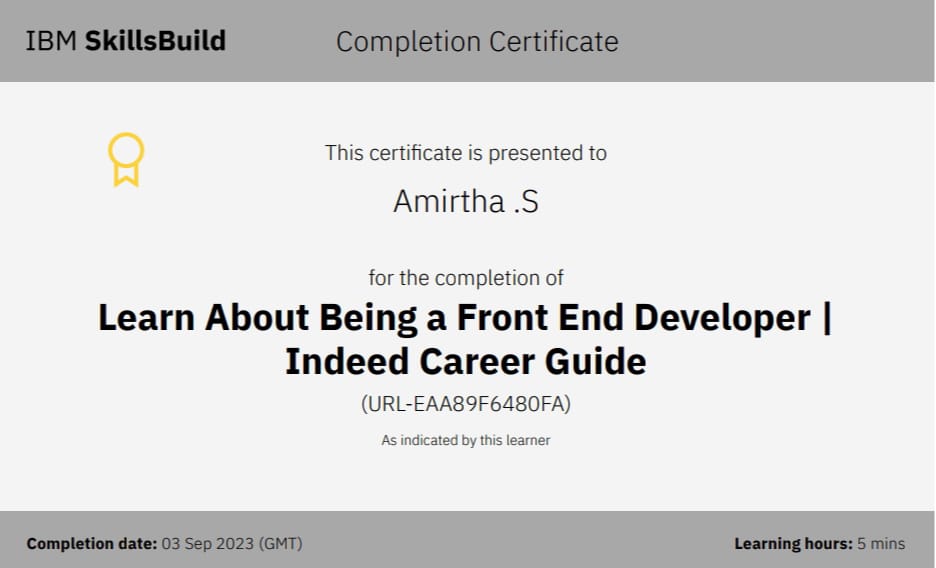 IBM SkillsBuild
Completion Certificate
This certificate is presented to
Amirtha .S
for the completion of
Learn About Being a Front End Developer |
Indeed Career Guide
(URL-EAA89F6480FA)
As indicated by this learner
Completion date: 03 Sep 2023 (GMT)
Learning hours: 5 mins